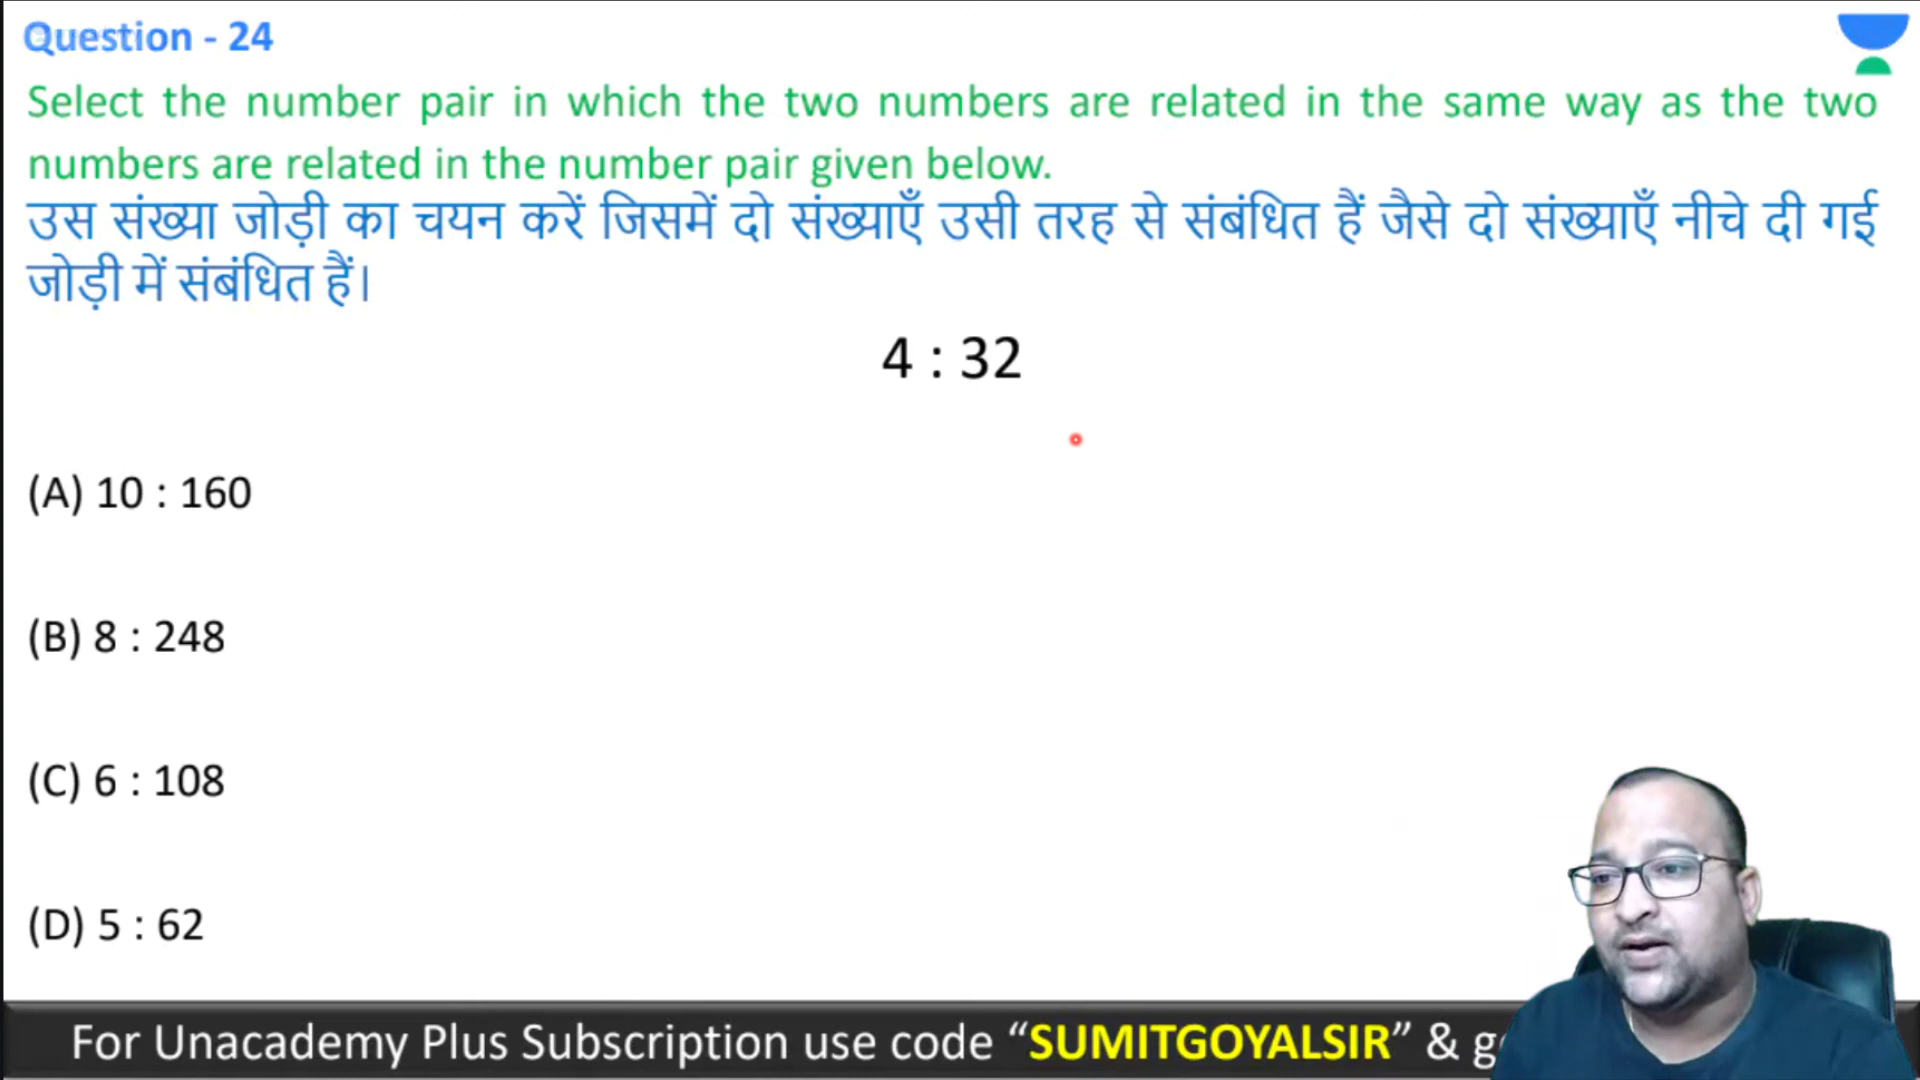 Question - 24
Select the number pair in which the two numbers are related in the same way as the two
numbers are related in the number pair given below.
उस संख्या जोड़ी का चयन करें जिसमें दो संख्याएँ उसी तरह से संबंधित हैं जैसे दो संख्याएँ नीचे दी गई
जोड़ी में संबंधित हैं।
4 : 32
(A) 10 : 160
(B) 8 : 248
(C) 6 : 108
(D) 5 : 62
For Unacademy Plus Subscription use code “SUMITGOYALSIR” &